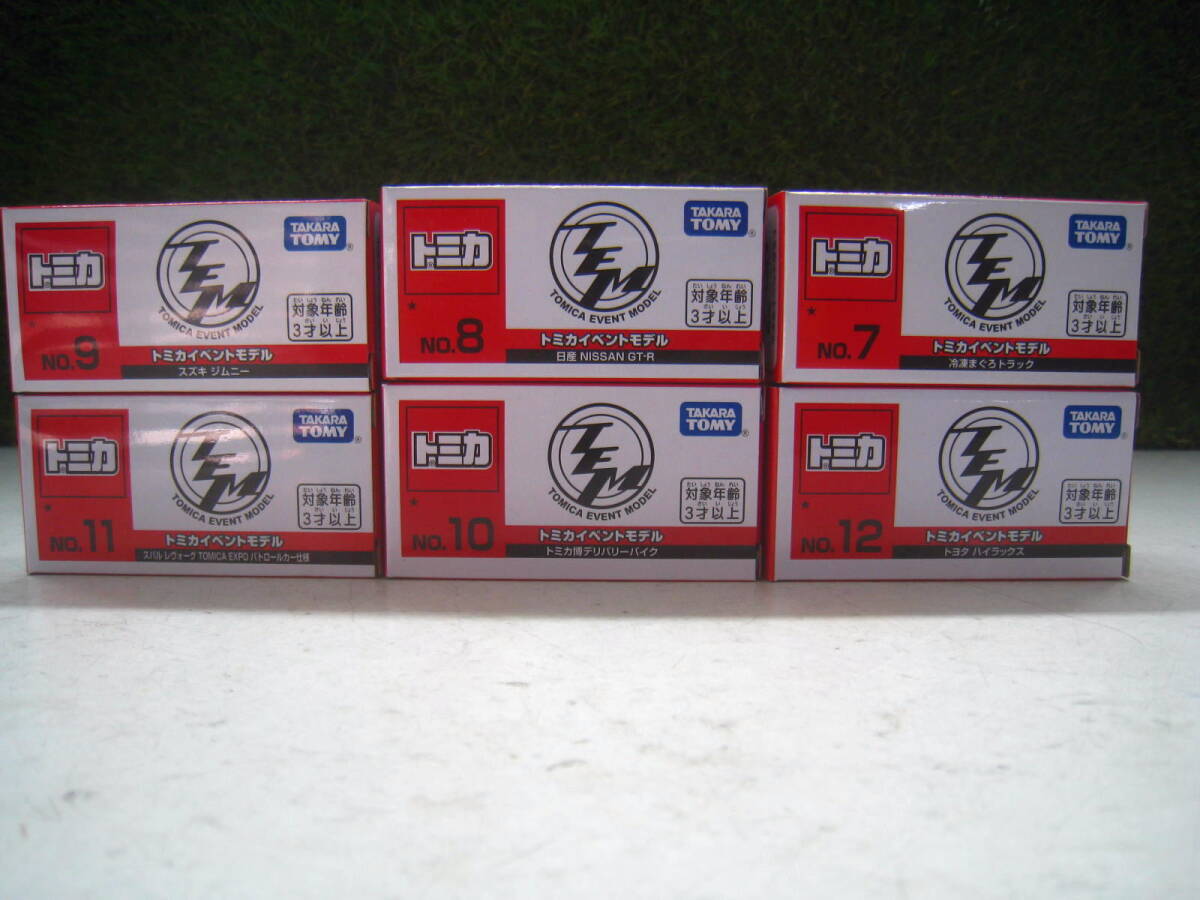 トミカ
TEM
TOMICA EVENT MODEL
TAKARA
TOMY
対象年齢
3才以上
NO.9
トミカイベントモデル
スズキ ジムニー
トミカ
TEM
TOMICA EVENT MODEL
TAKARA
TOMY
対象年齢
3才以上
NO.8
トミカイベントモデル
日産 NISSAN GT-R
トミカ
TEM
TOMICA EVENT MODEL
TAKARA
TOMY
対象年齢
3才以上
NO.7
トミカイベントモデル
冷凍まぐろトラック
トミカ
TEM
TOMICA EVENT MODEL
TAKARA
TOMY
対象年齢
3才以上
NO.11
トミカイベントモデル
スバル レヴォーグ TOMICA EXPO パトロールカー仕様
トミカ
TEM
TOMICA EVENT MODEL
TAKARA
TOMY
対象年齢
3才以上
NO.10
トミカイベントモデル
トミカ博デリバリーバイク
トミカ
TEM
TOMICA EVENT MODEL
TAKARA
TOMY
対象年齢
3才以上
NO.12
トミカイベントモデル
トヨタ ハイラックス